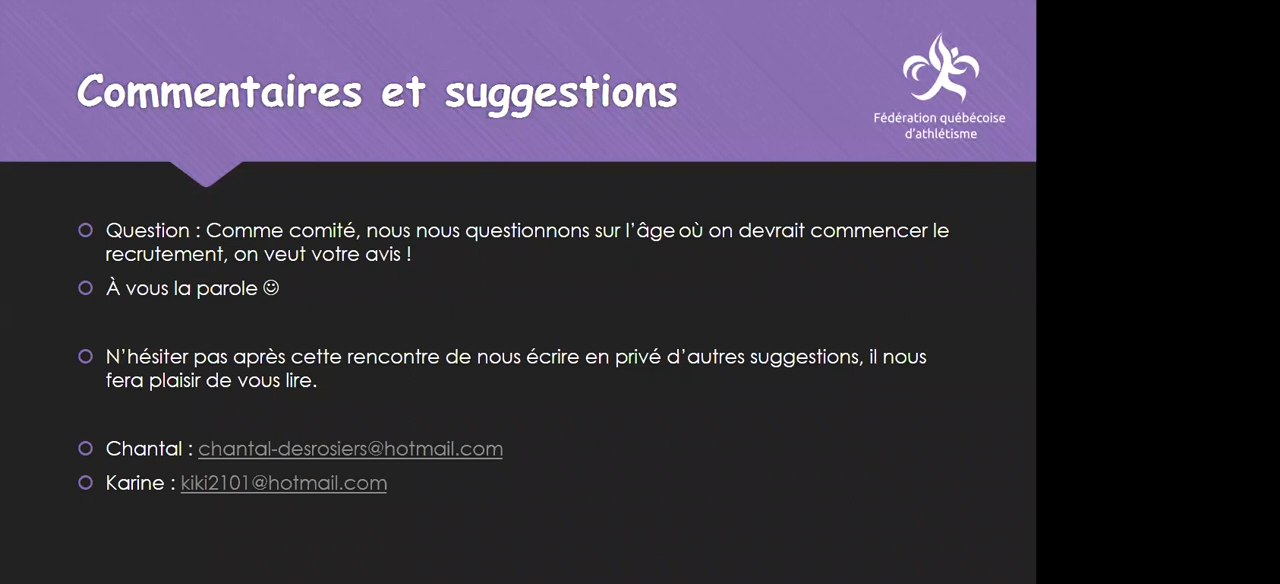 Commentaires et suggestions
Fédération québécoise
d'athlétisme
Question : Comme comité, nous nous questionnons sur l'âge où on devrait commencer le
recrutement, on veut votre avis !
À vous la parole ☺
N'hésiter pas après cette rencontre de nous écrire en privé d'autres suggestions, il nous
fera plaisir de vous lire.
Chantal : chantal-desrosiers@hotmail.com
Karine : kiki2101@hotmail.com